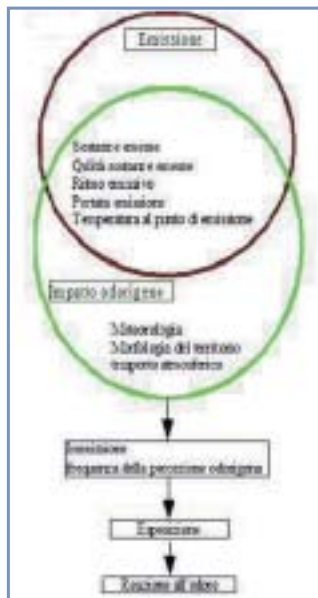 Emissione
Sostanze emesse
Qualità sostanze emesse
Ritmo emissivo
Portata emissione
Temperatura al punto di emissione
Impatto odorigeno
Meteorologia
Morfologia del territorio
trasporto atmosferico
Immissione
frequenza della percezione odorigena
Esposizione
Reazione all'odore